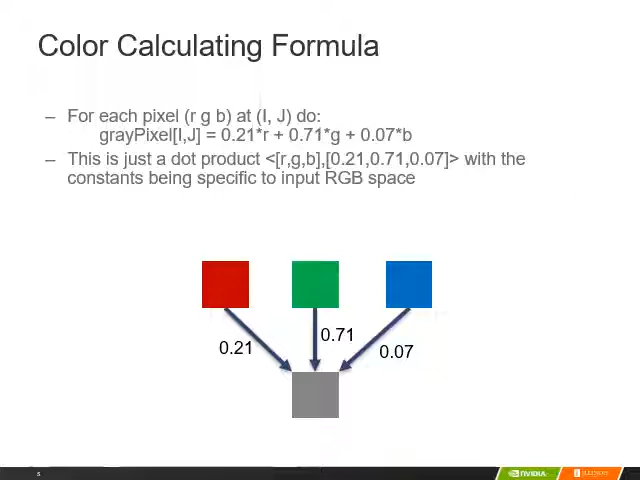 Color Calculating Formula
– For each pixel (r g b) at (I, J) do:
grayPixel[I,J] = 0.21*r + 0.71*g + 0.07*b
– This is just a dot product <[r,g,b],[0.21,0.71,0.07]> with the
constants being specific to input RGB space
0.21
0.71
0.07
5
NVIDIA